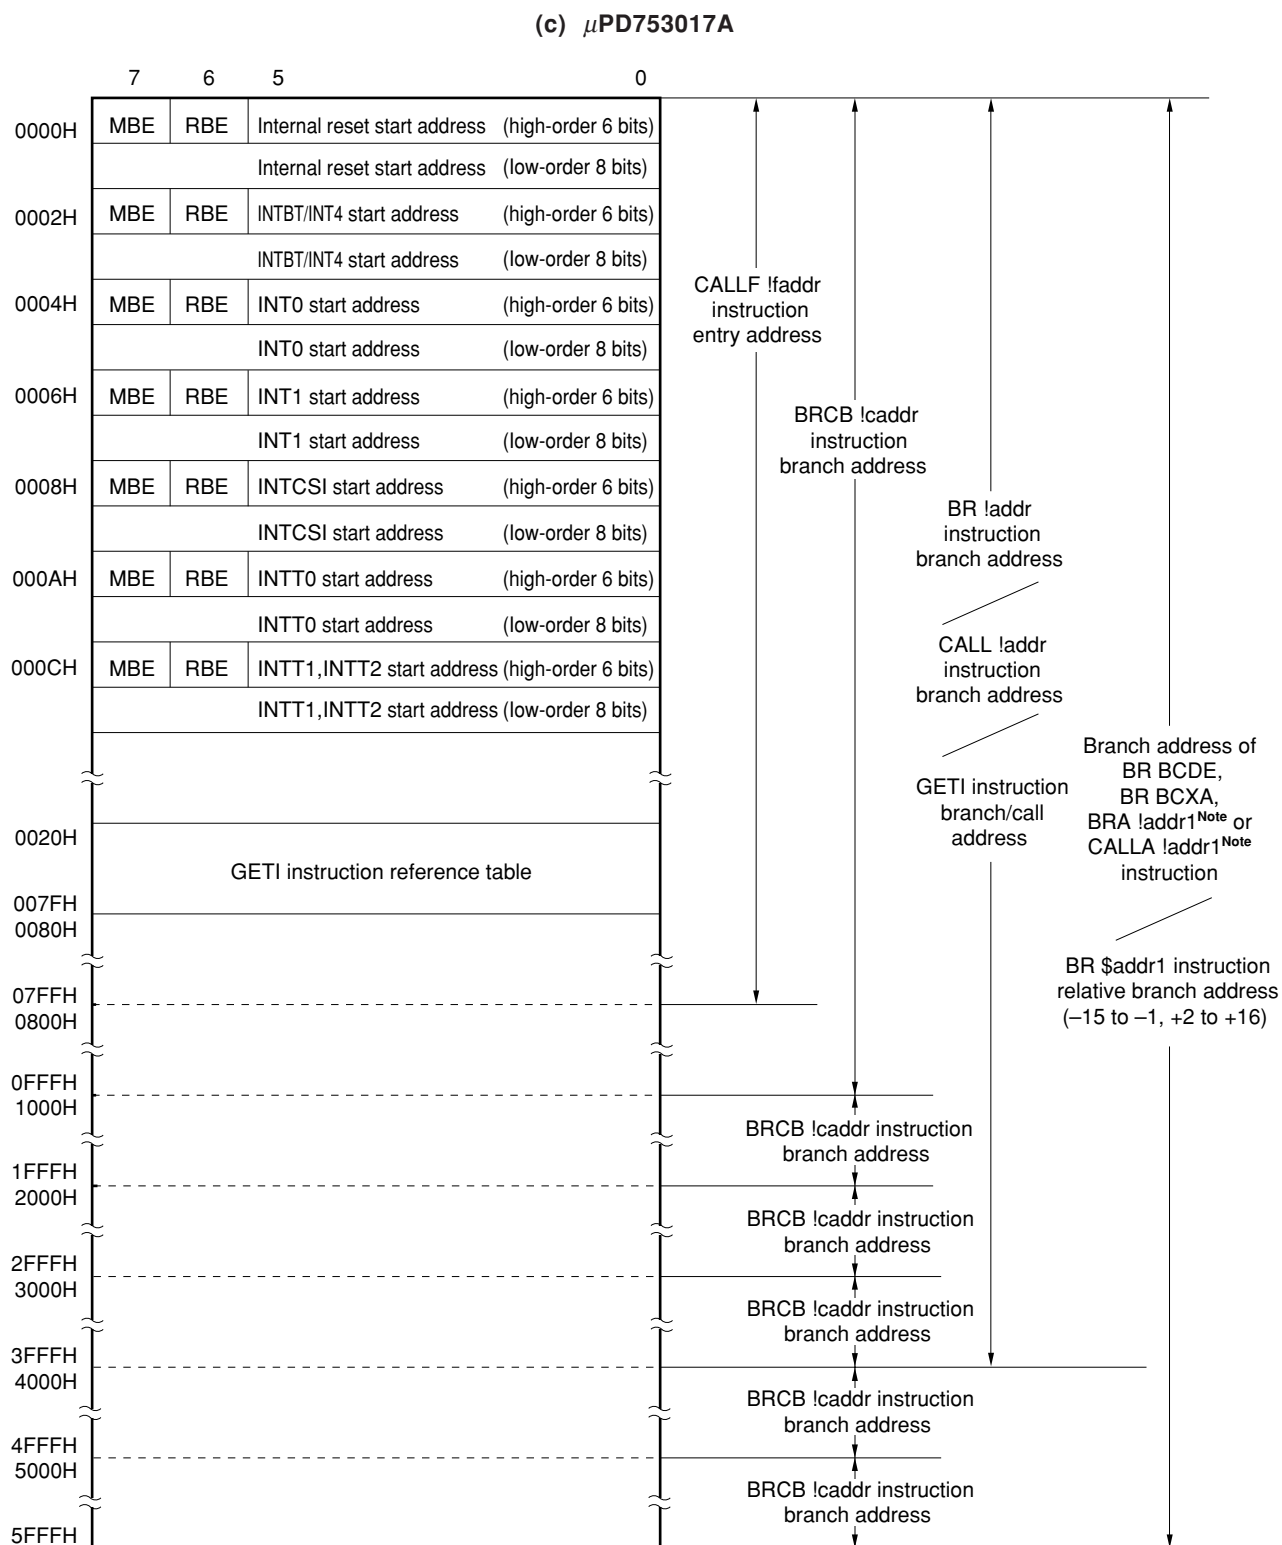 (c) μPD753017A
7 6 5 0
0000H MBE RBE Internal reset start address (high-order 6 bits)
Internal reset start address (low-order 8 bits)
0002H MBE RBE INTBT/INT4 start address (high-order 6 bits)
INTBT/INT4 start address (low-order 8 bits)
0004H MBE RBE INT0 start address (high-order 6 bits)
INT0 start address (low-order 8 bits)
0006H MBE RBE INT1 start address (high-order 6 bits)
INT1 start address (low-order 8 bits)
0008H MBE RBE INTCSI start address (high-order 6 bits)
INTCSI start address (low-order 8 bits)
000AH MBE RBE INTT0 start address (high-order 6 bits)
INTT0 start address (low-order 8 bits)
000CH MBE RBE INTT1,INTT2 start address (high-order 6 bits)
INTT1,INTT2 start address (low-order 8 bits)
0020H
GETI instruction reference table
007FH
0080H
07FFH
0800H
0FFFH
1000H
1FFFH
2000H
2FFFH
3000H
3FFFH
4000H
4FFFH
5000H
5FFFH
CALLF !faddr
instruction
entry address
BRCB !caddr
instruction
branch address
BR !addr
instruction
branch address
CALL !addr
instruction
branch address
GETI instruction
branch/call
address
Branch address of
BR BCDE,
BR BCXA,
BRA !addr1Note or
CALLA !addr1Note
instruction
BR $addr1 instruction
relative branch address
(–15 to –1, +2 to +16)
BRCB !caddr instruction
branch address
BRCB !caddr instruction
branch address
BRCB !caddr instruction
branch address
BRCB !caddr instruction
branch address
BRCB !caddr instruction
branch address